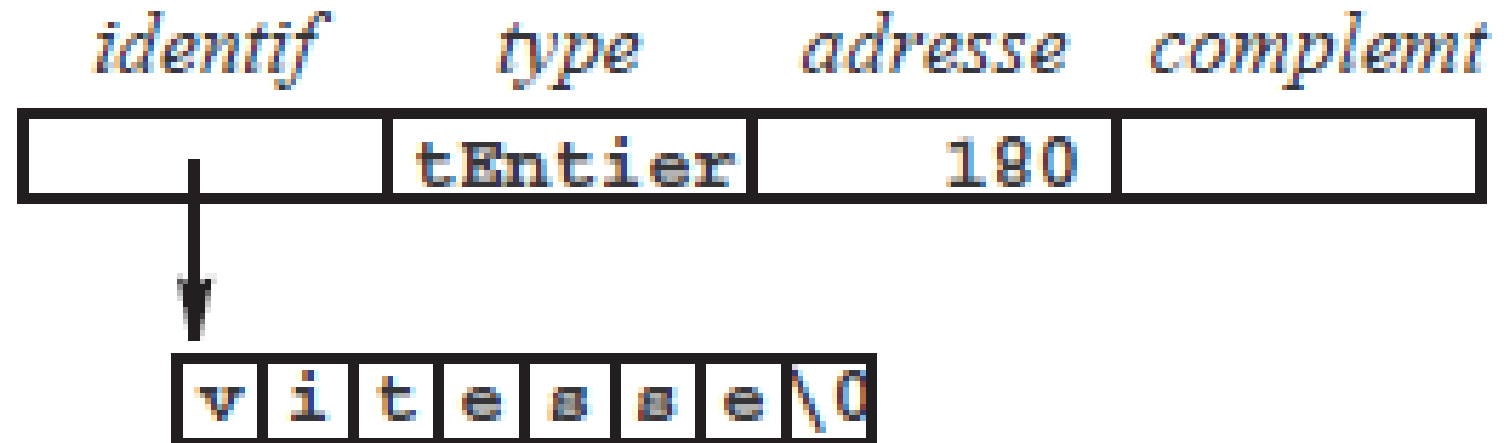 identif type adresse complemt
tEntier 180
v i t e s s e \0